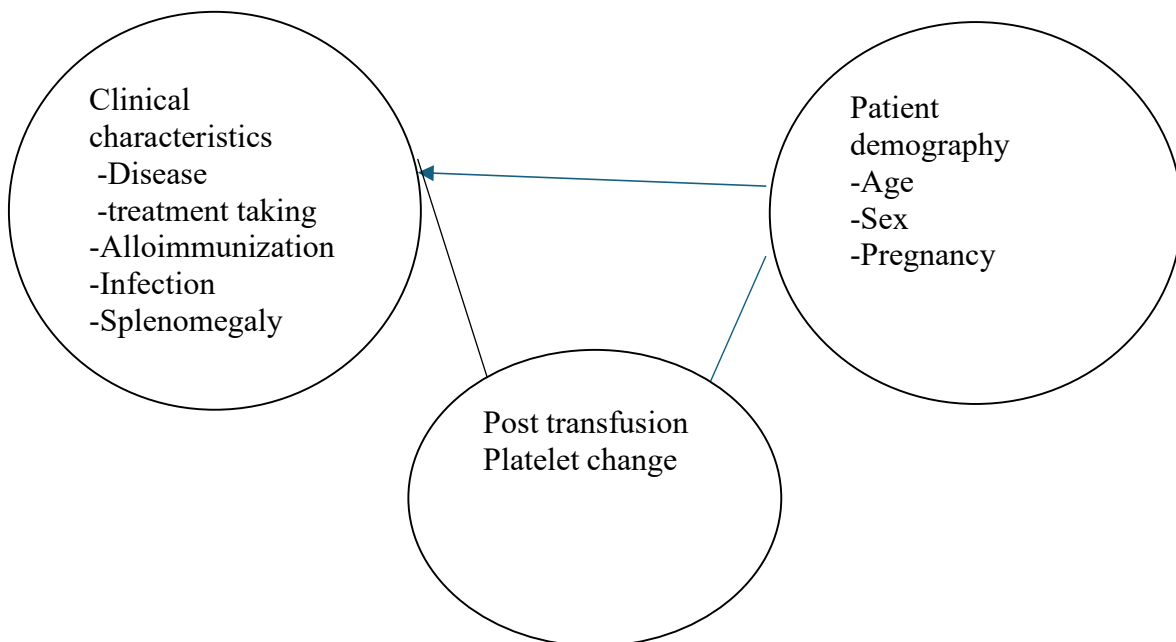 Clinical
characteristics
-Disease
-treatment taking
-Alloimmunization
-Infection
-Splenomegaly
Patient
demography
-Age
-Sex
-Pregnancy
Post transfusion
Platelet change